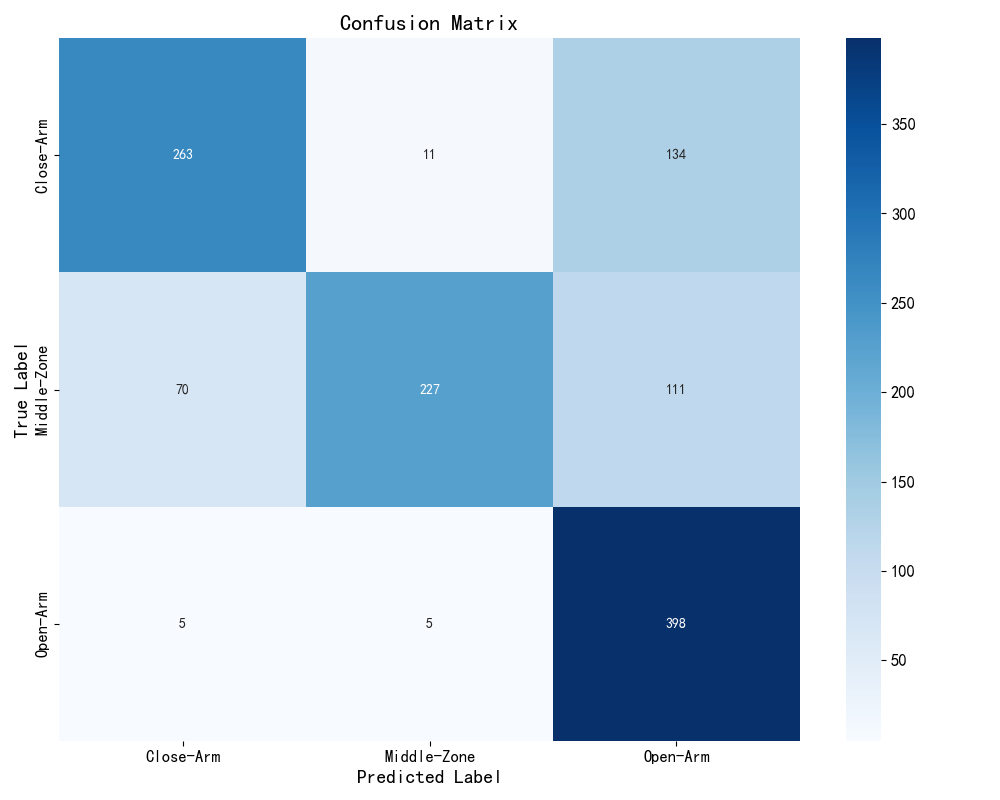 Confusion Matrix
True Label
Close-Arm
263
11
134
Middle-Zone
70
227
111
Open-Arm
5
5
398
Close-Arm
Middle-Zone
Open-Arm
Predicted Label
350
300
250
200
150
100
50